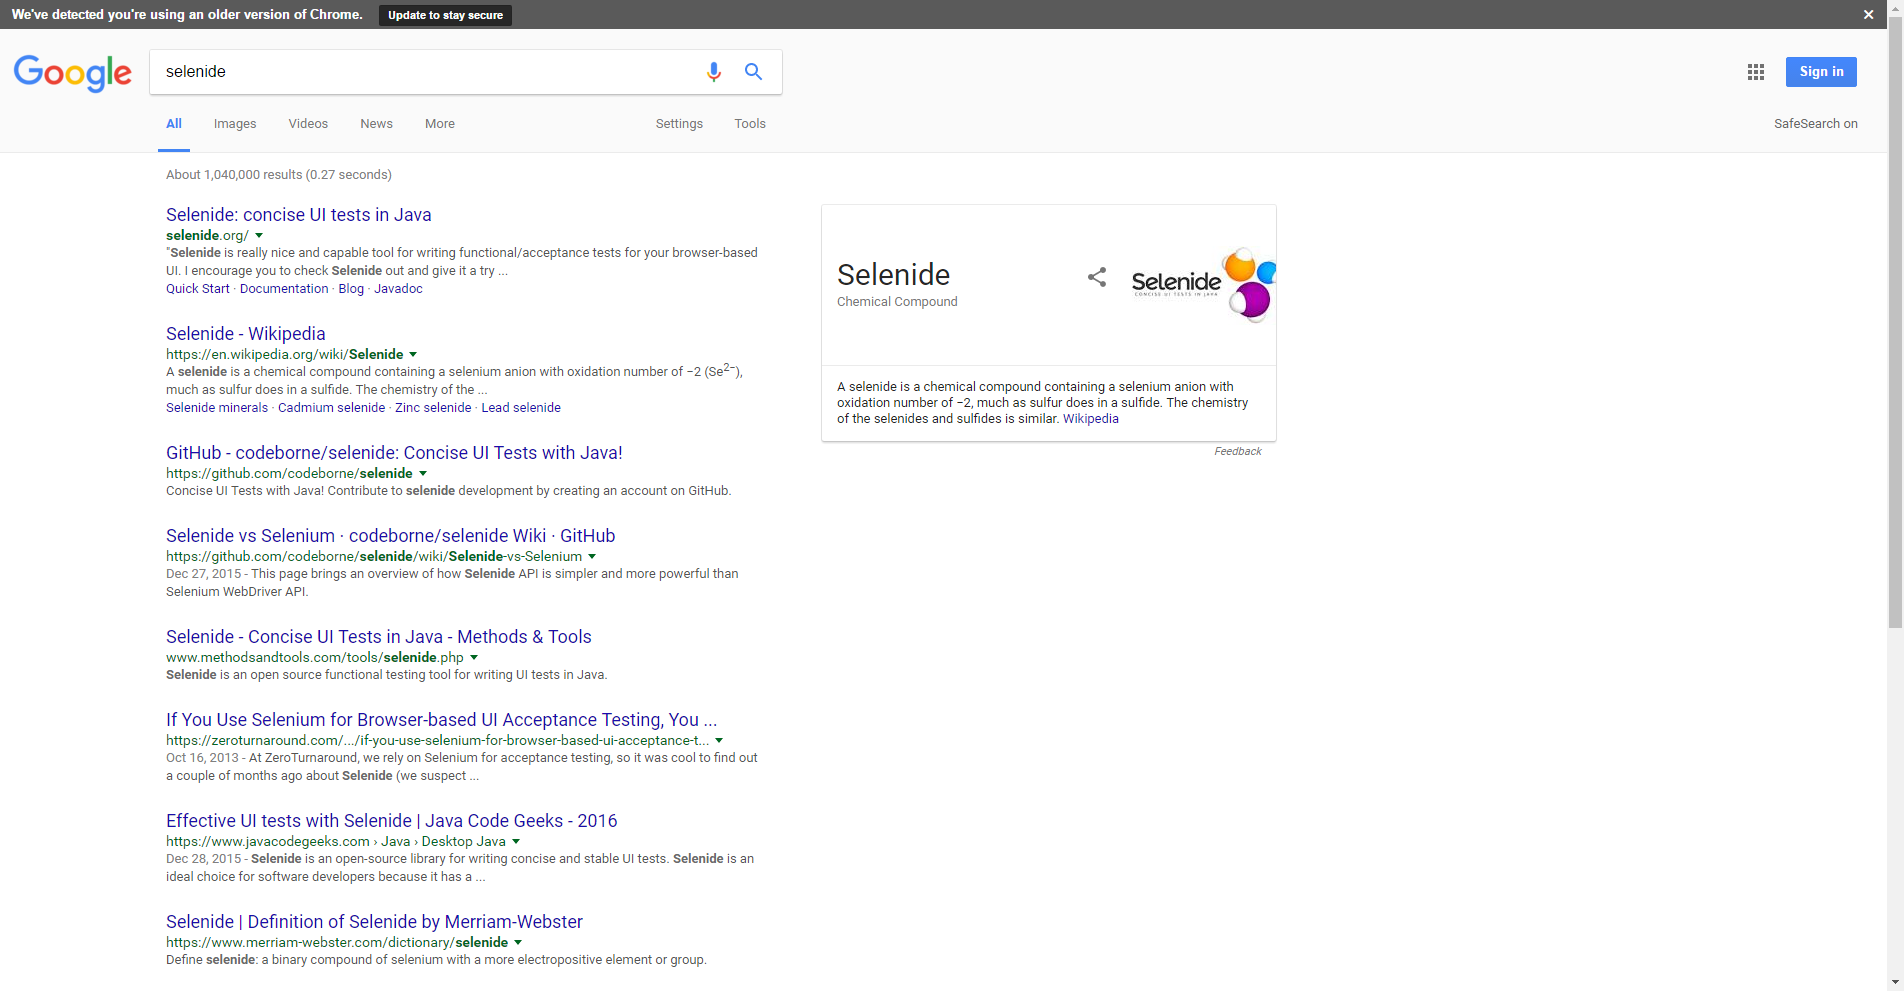 We've detected you're using an older version of Chrome. Update to stay secure
Google
selenide
Sign in
All Images Videos News More Settings Tools
SafeSearch on
About 1,040,000 results (0.27 seconds)
Selenide: concise UI tests in Java
selenide.org/
"Selenide is really nice and capable tool for writing functional/acceptance tests for your browser-based
UI. I encourage you to check Selenide out and give it a try ...
Quick Start · Documentation · Blog · Javadoc
Selenide - Wikipedia
https://en.wikipedia.org/wiki/Selenide
A selenide is a chemical compound containing a selenium anion with oxidation number of −2 (Se2−),
much as sulfur does in a sulfide. The chemistry of the ...
Selenide minerals · Cadmium selenide · Zinc selenide · Lead selenide
GitHub - codeborne/selenide: Concise UI Tests with Java!
https://github.com/codeborne/selenide
Concise UI Tests with Java! Contribute to selenide development by creating an account on GitHub.
Selenide vs Selenium · codeborne/selenide Wiki · GitHub
https://github.com/codeborne/selenide/wiki/Selenide-vs-Selenium
Dec 27, 2015 - This page brings an overview of how Selenide API is simpler and more powerful than
Selenium WebDriver API.
Selenide - Concise UI Tests in Java - Methods & Tools
www.methodsandtools.com/tools/selenide.php
Selenide is an open source functional testing tool for writing UI tests in Java.
If You Use Selenium for Browser-based UI Acceptance Testing, You ...
https://zeroturnaround.com/.../if-you-use-selenium-for-browser-based-ui-acceptance-t...
Oct 16, 2013 - At ZeroTurnaround, we rely on Selenium for acceptance testing, so it was cool to find out
a couple of months ago about Selenide (we suspect ...
Effective UI tests with Selenide | Java Code Geeks - 2016
https://www.javacodegeeks.com › Java › Desktop Java
Dec 28, 2015 - Selenide is an open-source library for writing concise and stable UI tests. Selenide is an
ideal choice for software developers because it has a ...
Selenide | Definition of Selenide by Merriam-Webster
https://www.merriam-webster.com/dictionary/selenide
Define selenide: a binary compound of selenium with a more electropositive element or group.
Selenide
Chemical Compound
Selenide
CONCISE UI TESTS IN JAVA
A selenide is a chemical compound containing a selenium anion with
oxidation number of −2, much as sulfur does in a sulfide. The chemistry
of the selenides and sulfides is similar. Wikipedia
Feedback